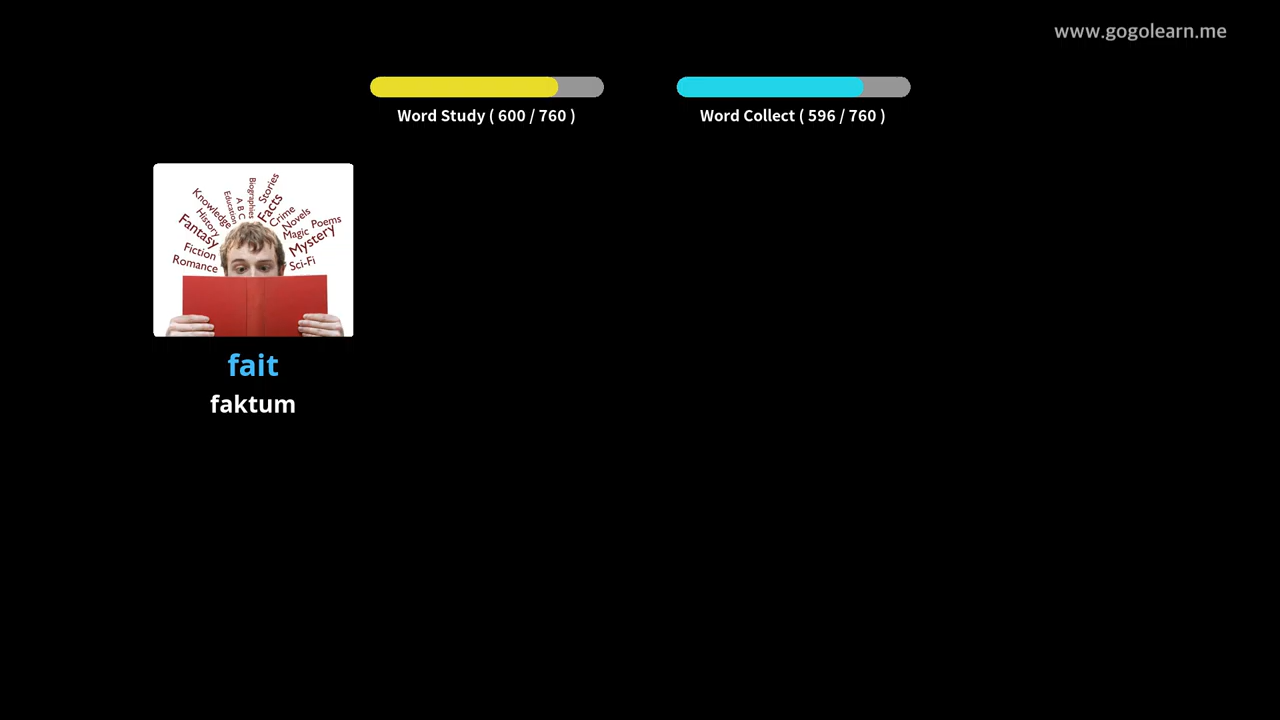 www.gogolearn.me
Word Study ( 600 / 760 )
Word Collect ( 596 / 760 )
Knowledge
History
Fantasy
Fiction
Romance
Education
A B C
Biographies
Stories
Facts
Crime
Novels
Magic
Poems
Mystery
Sci-Fi
fait
faktum